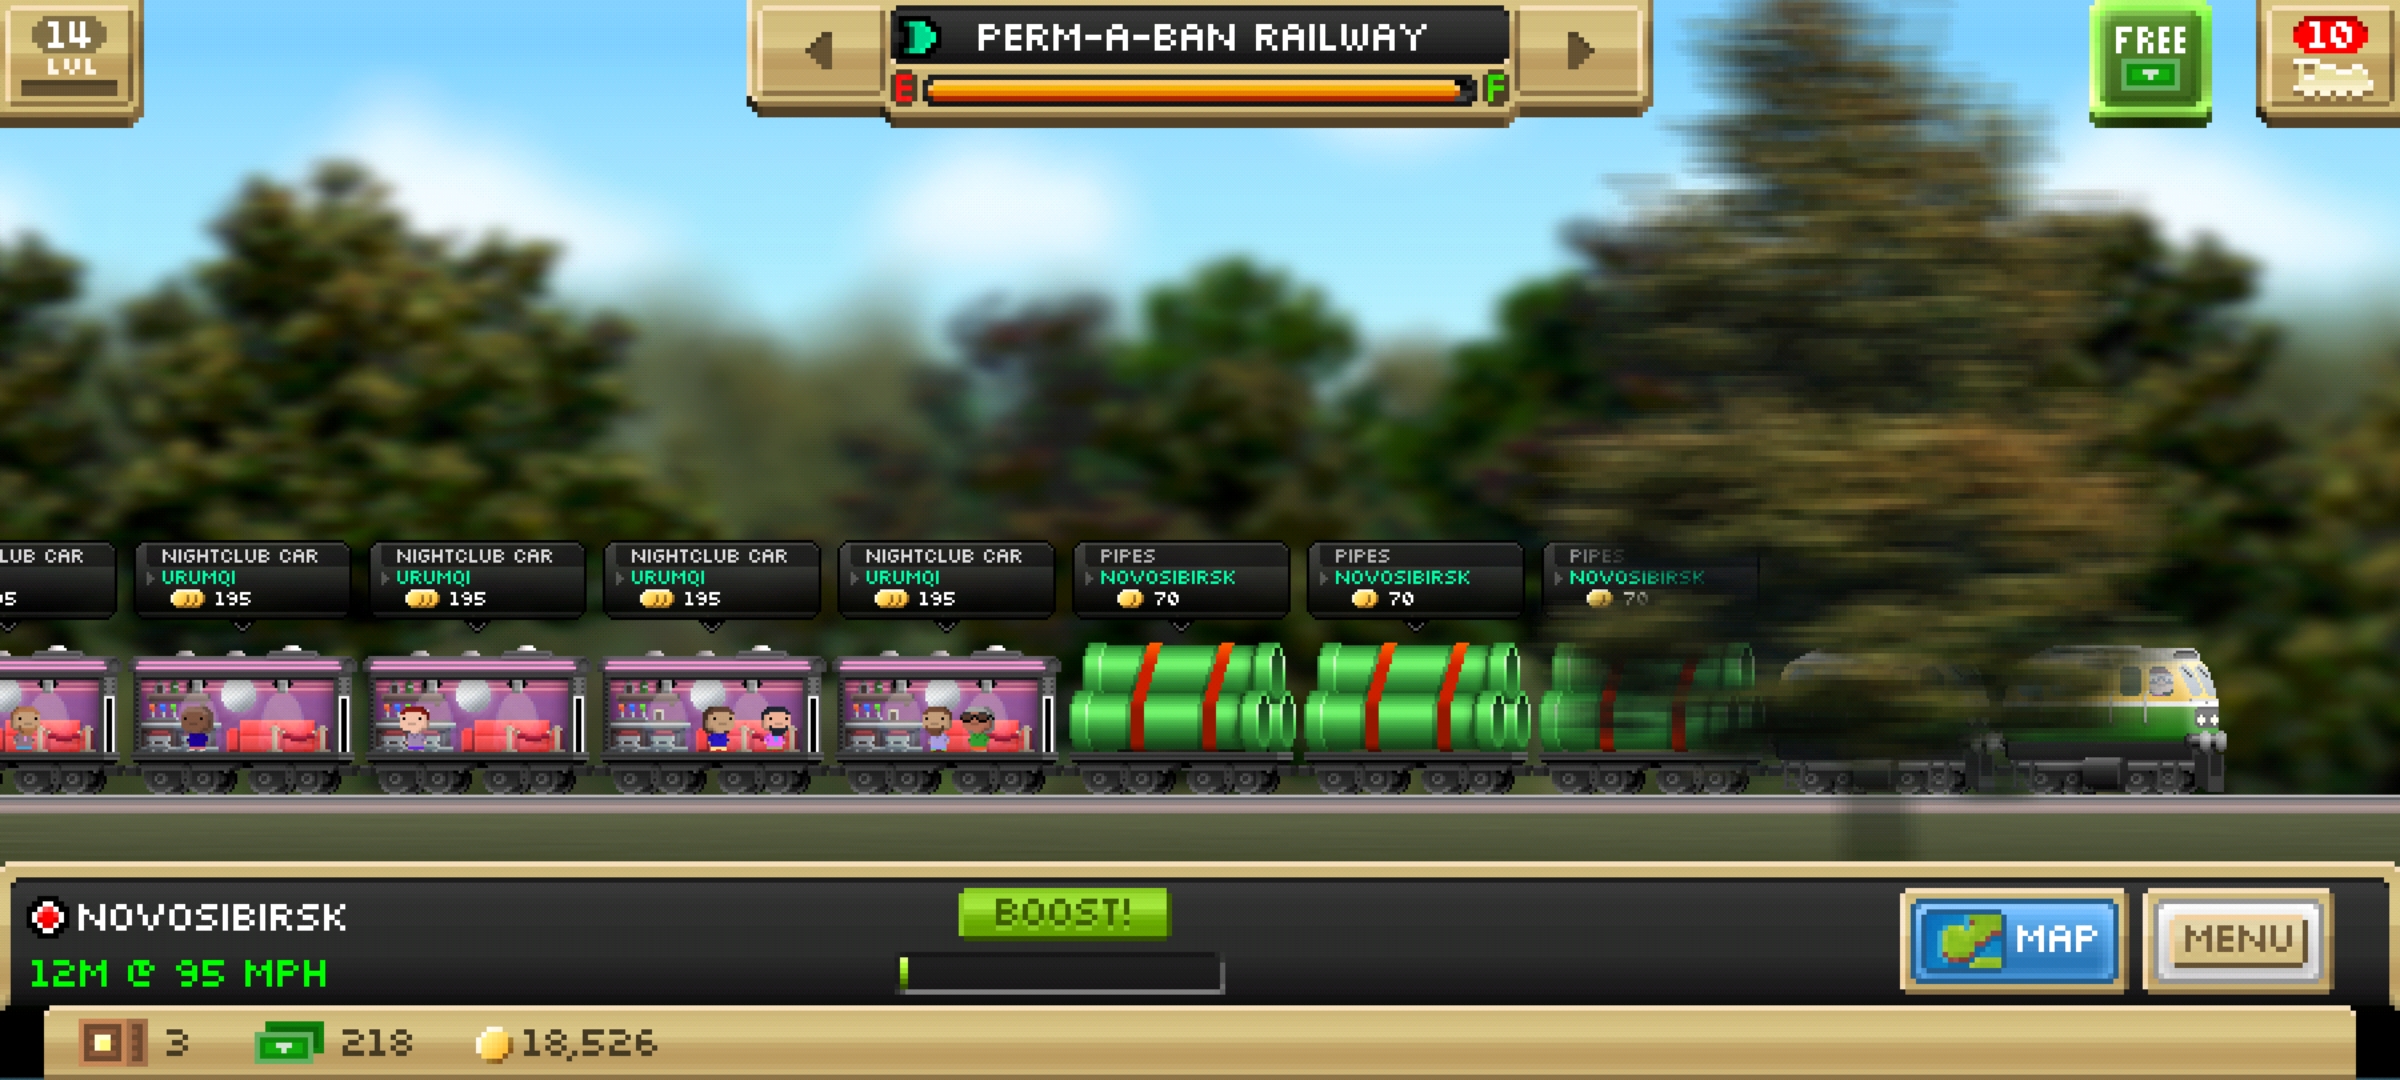 14
LVL
PERM-A-BAN RAILWAY
E F
FREE
10
LUB CAR
NIGHTCLUB CAR
URUMQI
195
NIGHTCLUB CAR
URUMQI
195
NIGHTCLUB CAR
URUMQI
195
NIGHTCLUB CAR
URUMQI
195
PIPES
NOVOSIBIRSK
70
PIPES
NOVOSIBIRSK
70
PIPES
NOVOSIBIRSK
70
NOVOSIBIRSK
12M @ 95 MPH
BOOST!
MAP
MENU
3
218
18,526